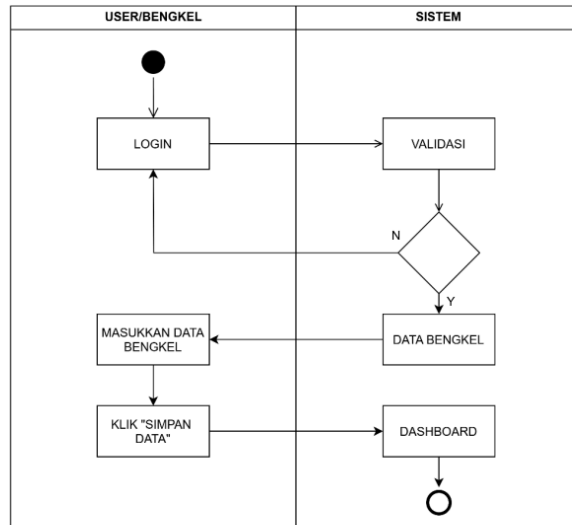 USER/BENGKEL
SISTEM
LOGIN
VALIDASI
N
Y
MASUKKAN DATA
BENGKEL
DATA BENGKEL
KLIK "SIMPAN
DATA"
DASHBOARD